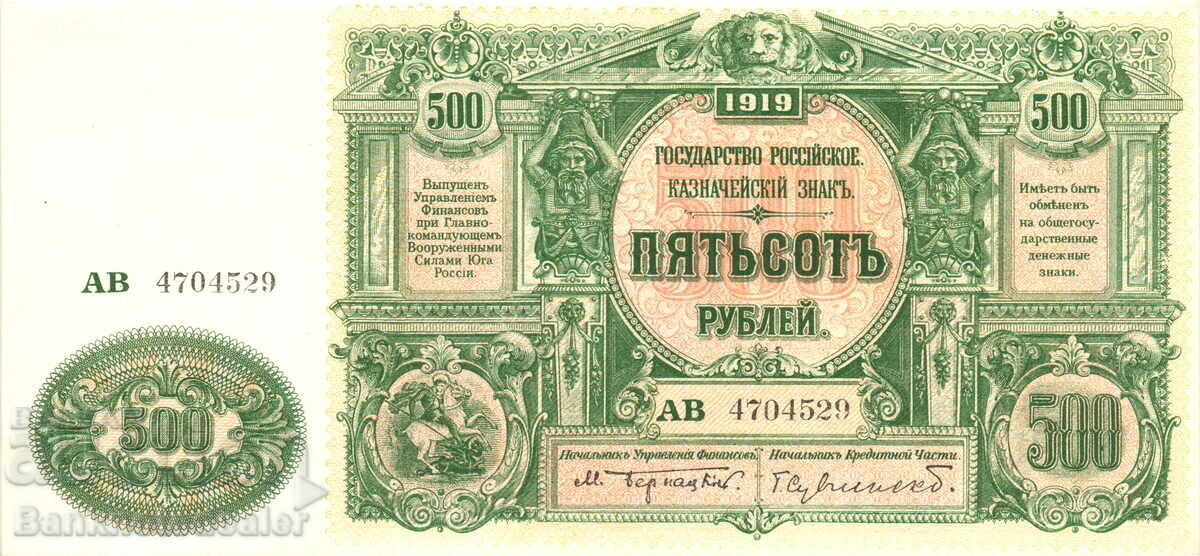 500
1919
500
ГОСУДАРСТВО РОССІЙСКОЕ.
КАЗНАЧЕЙСКІЙ ЗНАКЪ.
ПЯТЬСОТЪ
РУБЛЕЙ.
Выпущенъ
Управленіемъ
Финансовъ
при Главно-
командующемъ
Вооруженными
Силами Юга
Россіи.
Имѣетъ быть
обмѣненъ
на общегосу-
дарственные
денежные
знаки.
АВ 4704529
500
АВ 4704529
500
Начальникъ Управленія Финансовъ.
Начальникъ Кредитной Части.
М. Бернацкій.